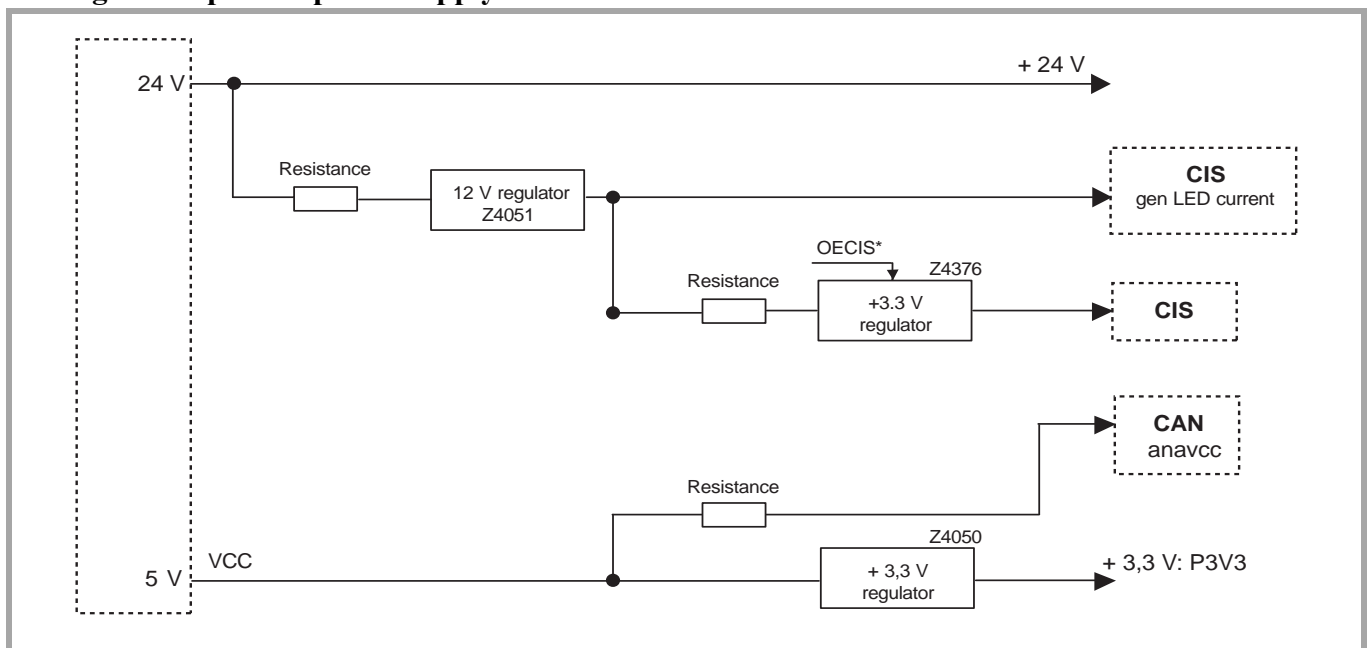 24 V
+ 24 V
Resistance
12 V regulator
Z4051
CIS
gen LED current
OECIS*
Z4376
Resistance
+3.3 V
regulator
CIS
CAN
anavcc
Resistance
Z4050
VCC
5 V
+ 3,3 V
regulator
+ 3,3 V: P3V3